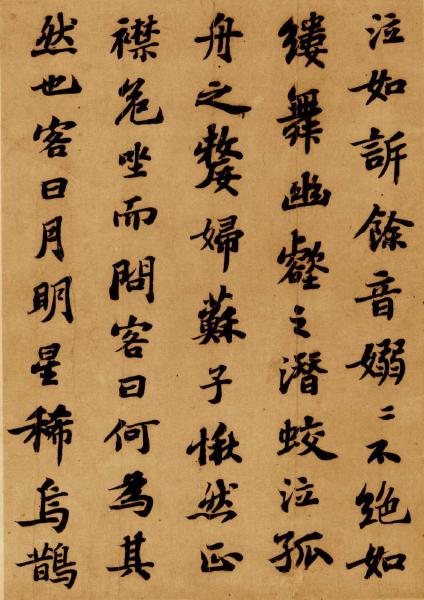 泣如訴餘音嫋〻不絕如
縷舞幽壑之潛蛟泣孤
舟之嫠婦蘇子愀然正
襟危坐而問客曰何為其
然也客曰月明星稀烏鵲